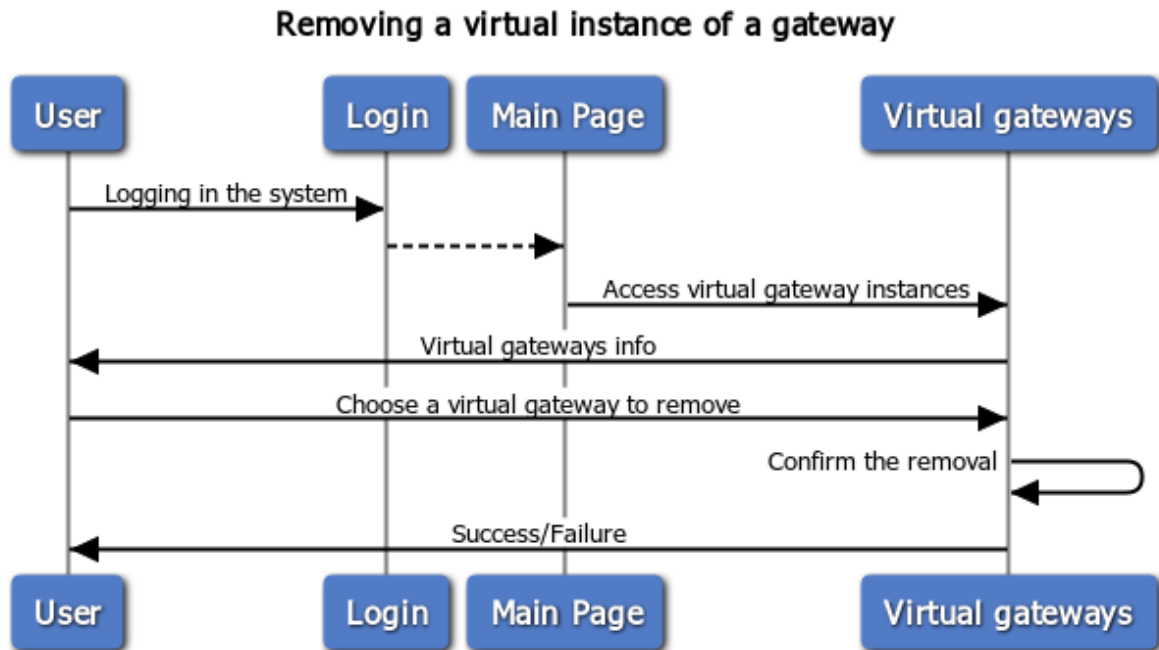 Removing a virtual instance of a gateway
User
Login
Main Page
Virtual gateways
Logging in the system
Access virtual gateway instances
Virtual gateways info
Choose a virtual gateway to remove
Confirm the removal
Success/Failure
User
Login
Main Page
Virtual gateways